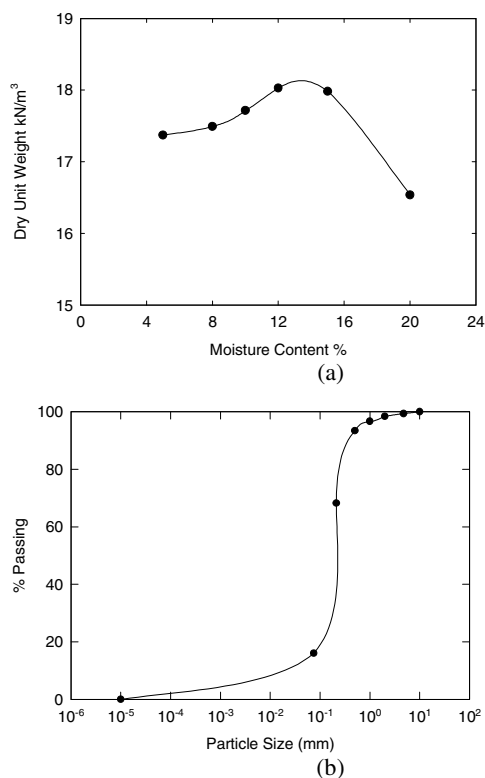 19
18
17
16
15
Dry Unit Weight kN/m³
0 4 8 12 16 20 24
Moisture Content %
(a)
100
80
60
40
20
0
% Passing
10⁻⁶ 10⁻⁵ 10⁻⁴ 10⁻³ 10⁻² 10⁻¹ 10⁰ 10¹ 10²
Particle Size (mm)
(b)